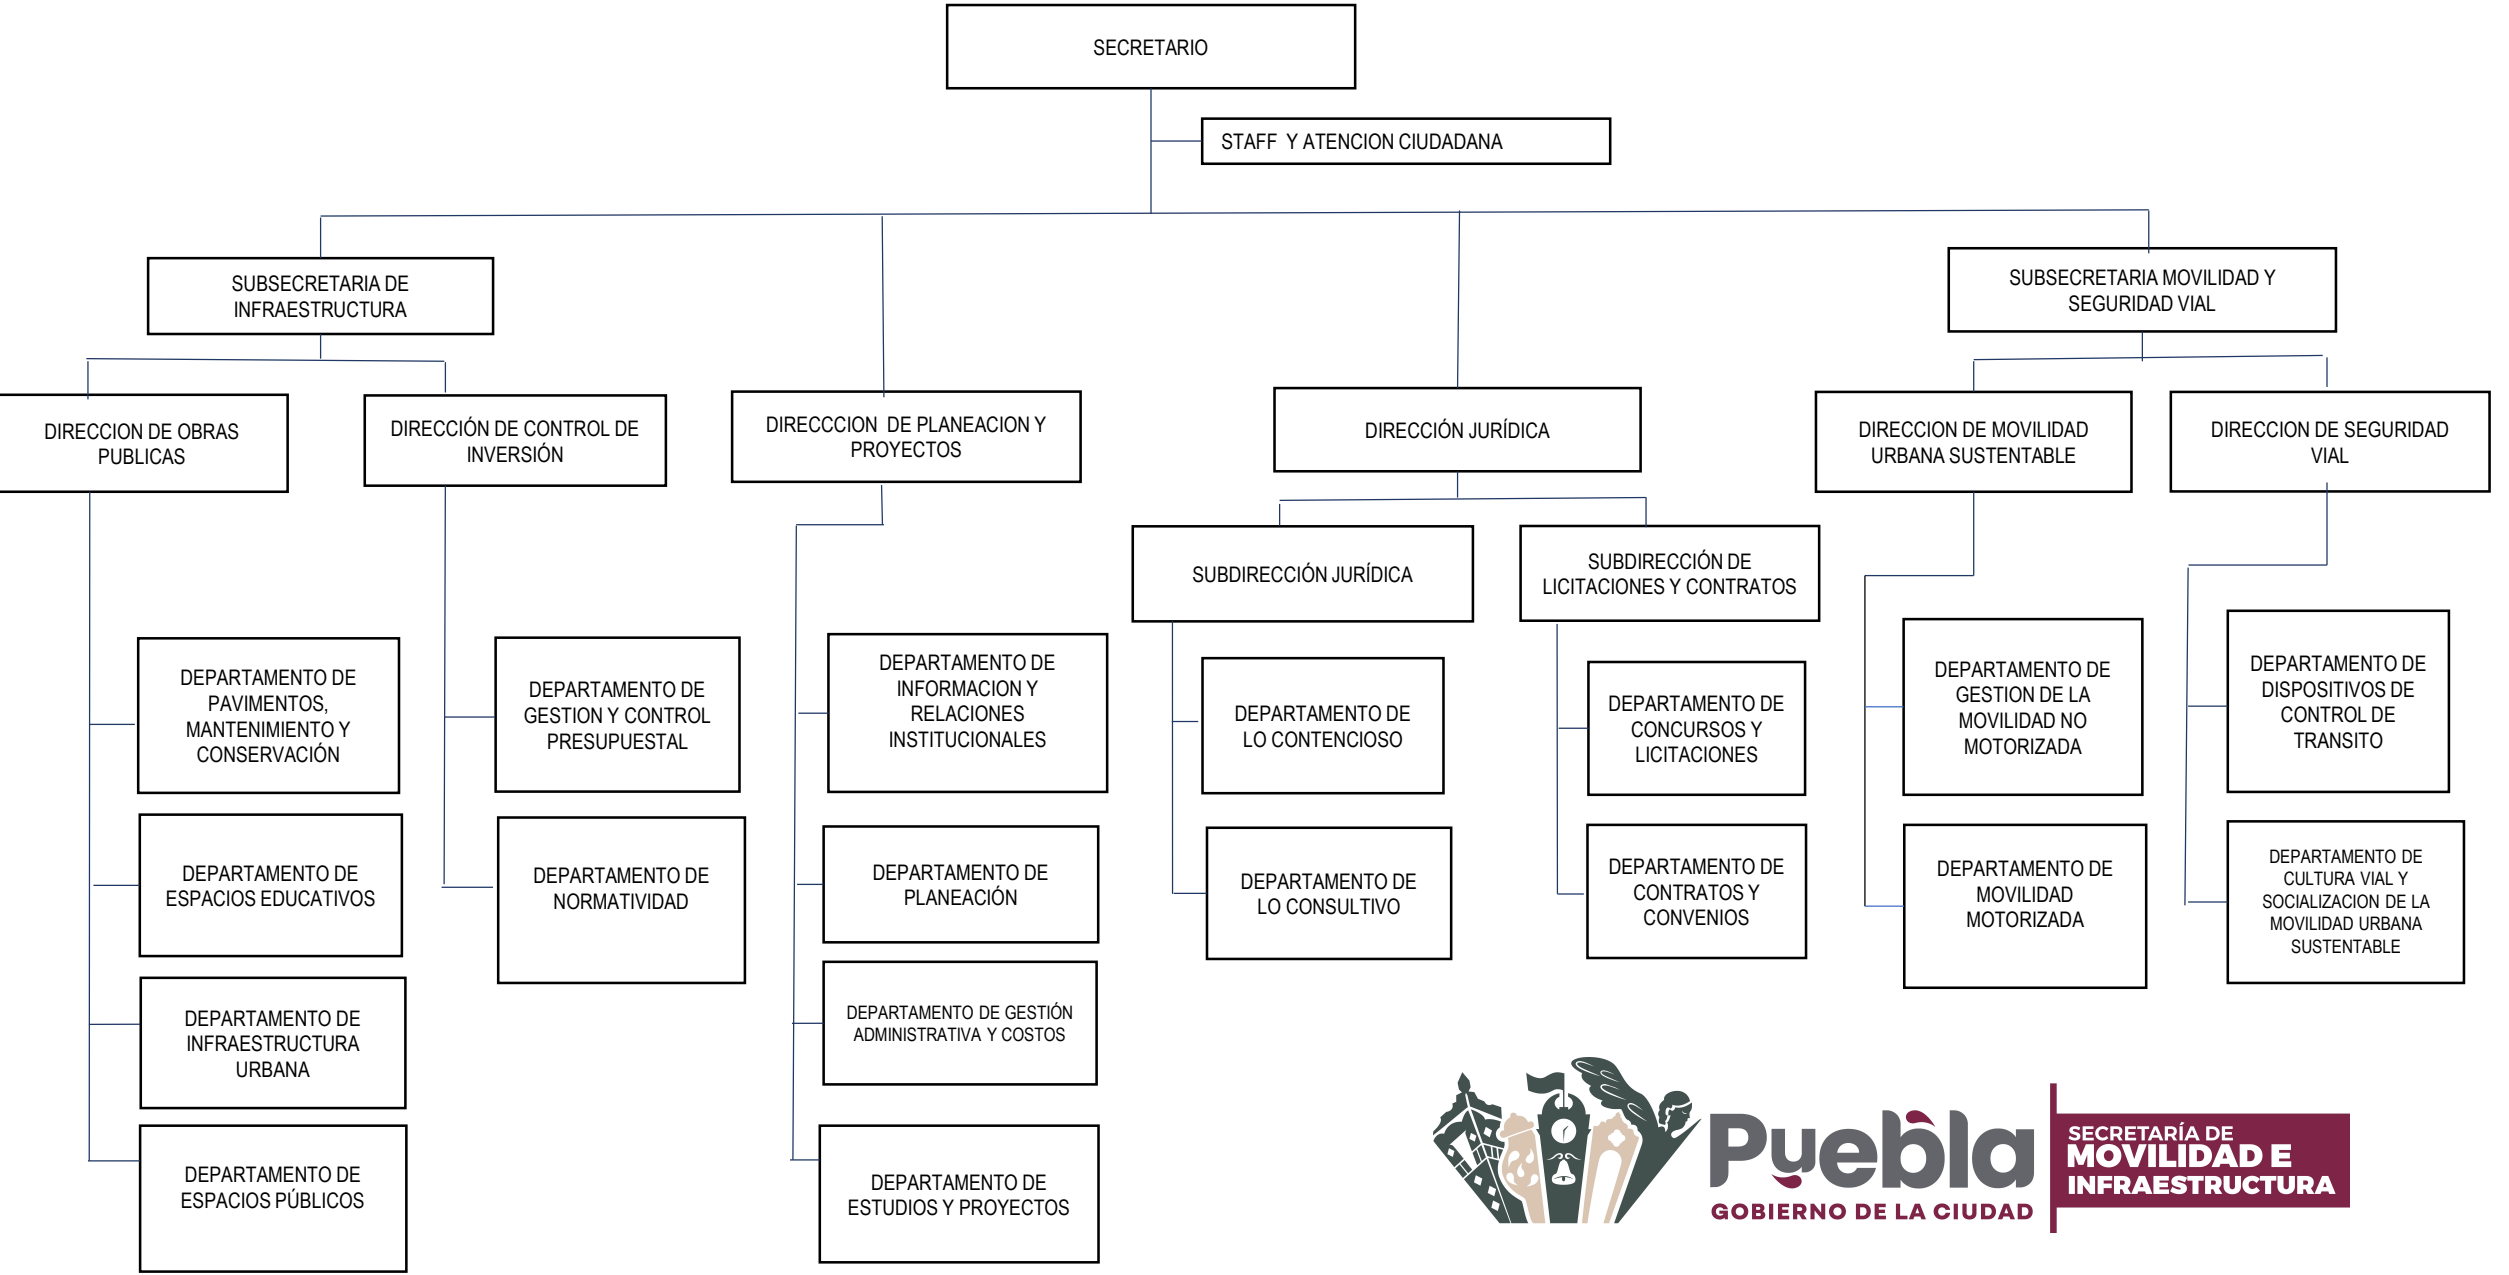 SECRETARIO
STAFF Y ATENCION CIUDADANA
SUBSECRETARIA DE
INFRAESTRUCTURA
SUBSECRETARIA MOVILIDAD Y
SEGURIDAD VIAL
DIRECCION DE OBRAS
PUBLICAS
DIRECCIÓN DE CONTROL DE
INVERSIÓN
DIRECCCION DE PLANEACION Y
PROYECTOS
DIRECCIÓN JURÍDICA
DIRECCION DE MOVILIDAD
URBANA SUSTENTABLE
DIRECCION DE SEGURIDAD
VIAL
SUBDIRECCIÓN JURÍDICA
SUBDIRECCIÓN DE
LICITACIONES Y CONTRATOS
DEPARTAMENTO DE
PAVIMENTOS,
MANTENIMIENTO Y
CONSERVACIÓN
DEPARTAMENTO DE
GESTION Y CONTROL
PRESUPUESTAL
DEPARTAMENTO DE
INFORMACION Y
RELACIONES
INSTITUCIONALES
DEPARTAMENTO DE
LO CONTENCIOSO
DEPARTAMENTO DE
CONCURSOS Y
LICITACIONES
DEPARTAMENTO DE
GESTION DE LA
MOVILIDAD NO
MOTORIZADA
DEPARTAMENTO DE
DISPOSITIVOS DE
CONTROL DE
TRANSITO
DEPARTAMENTO DE
ESPACIOS EDUCATIVOS
DEPARTAMENTO DE
NORMATIVIDAD
DEPARTAMENTO DE
PLANEACIÓN
DEPARTAMENTO DE
LO CONSULTIVO
DEPARTAMENTO DE
CONTRATOS Y
CONVENIOS
DEPARTAMENTO DE
MOVILIDAD
MOTORIZADA
DEPARTAMENTO DE
CULTURA VIAL Y
SOCIALIZACION DE LA
MOVILIDAD URBANA
SUSTENTABLE
DEPARTAMENTO DE
INFRAESTRUCTURA
URBANA
DEPARTAMENTO DE GESTIÓN
ADMINISTRATIVA Y COSTOS
DEPARTAMENTO DE
ESPACIOS PÚBLICOS
DEPARTAMENTO DE
ESTUDIOS Y PROYECTOS
Puebla
GOBIERNO DE LA CIUDAD
SECRETARÍA DE
MOVILIDAD E
INFRAESTRUCTURA